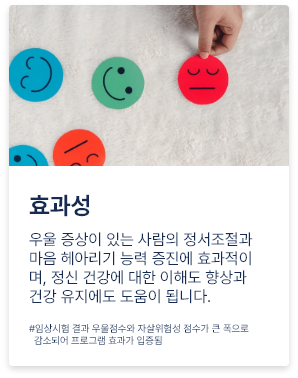 효과성
우울 증상이 있는 사람의 정서조절과
마음 헤아리기 능력 증진에 효과적이
며, 정신 건강에 대한 이해도 향상과
건강 유지에도 도움이 됩니다.
#임상시험 결과 우울점수와 자살위험성 점수가 큰 폭으로
감소되어 프로그램 효과가 입증됨